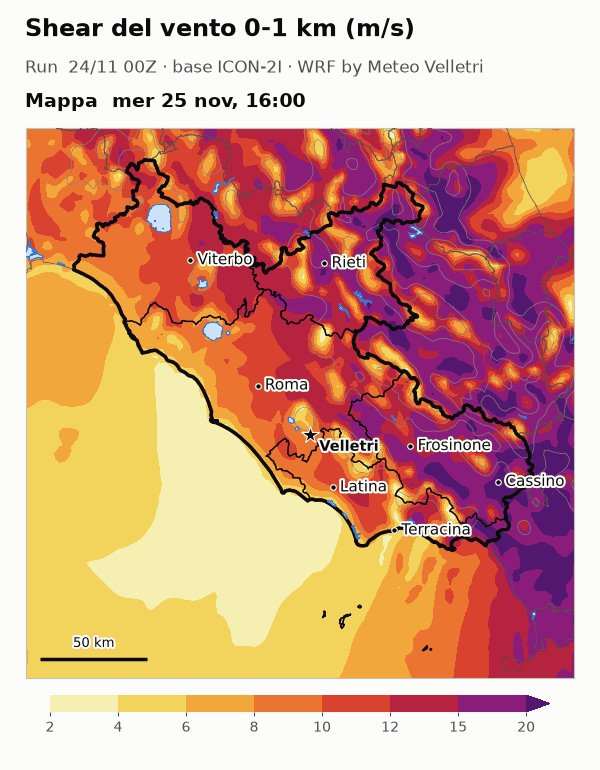 Shear del vento 0-1 km (m/s)
Run  24/11 00Z · base ICON-2I · WRF by Meteo Velletri
Mappa  mer 25 nov, 16:00
Viterbo
Rieti
Roma
Velletri
Frosinone
Cassino
Latina
Terracina
50 km
2 4 6 8 10 12 15 20